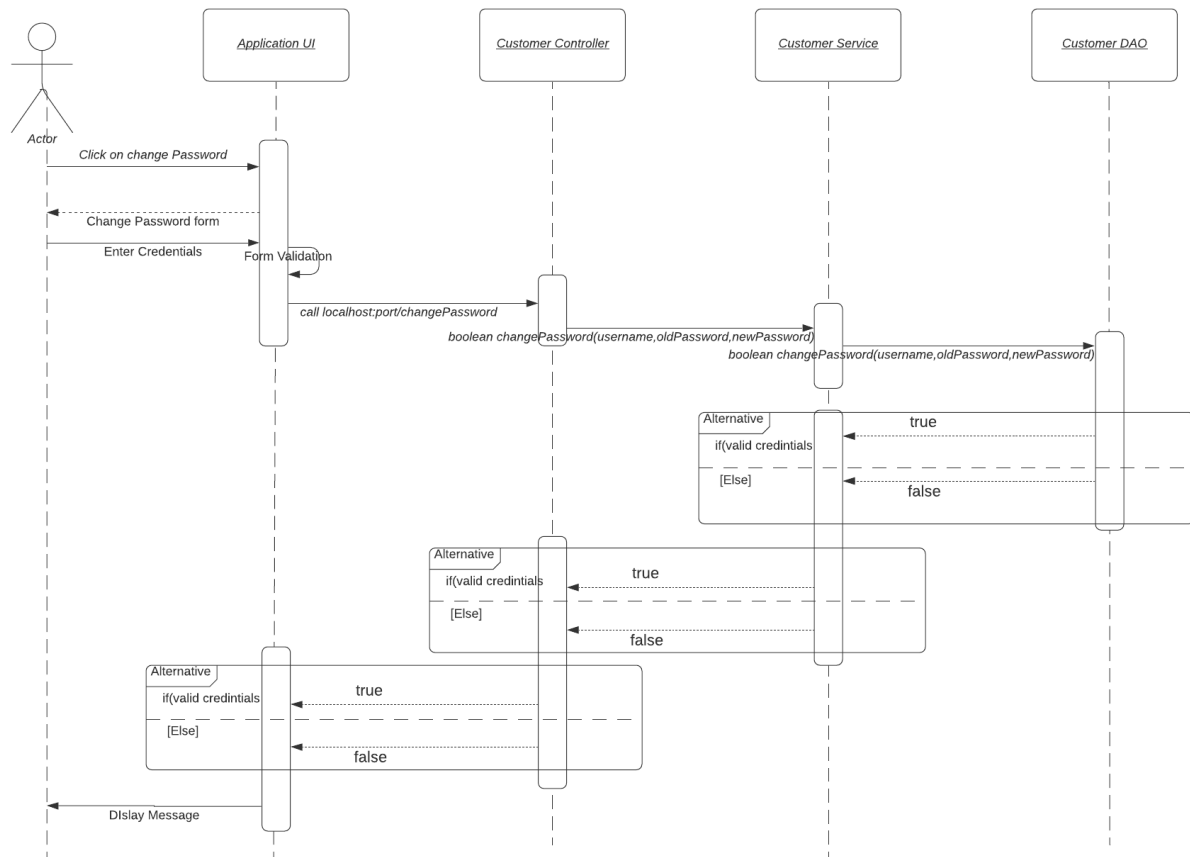 Application UI
Customer Controller
Customer Service
Customer DAO
Actor
Click on change Password
Change Password form
Enter Credentials
Form Validation
call localhost:port/changePassword
boolean changePassword(username,oldPassword,newPassword)
boolean changePassword(username,oldPassword,newPassword)
Alternative
true
if(valid credintials
[Else]
false
Alternative
true
if(valid credintials
[Else]
false
Alternative
true
if(valid credintials
[Else]
false
DIslay Message